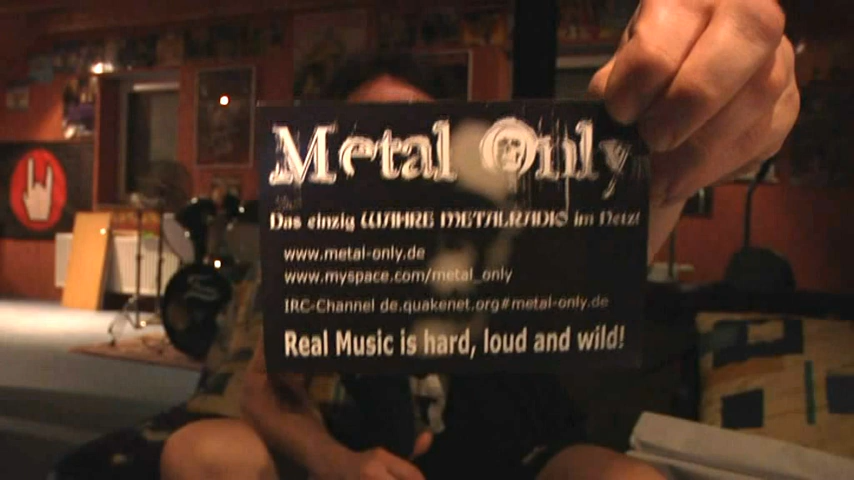 Metal Only
Das einzig WAHRE METALRADIO im Netz!
www.metal-only.de
www.myspace.com/metal_only
IRC-Channel de.quakenet.org#metal-only.de
Real Music is hard, loud and wild!